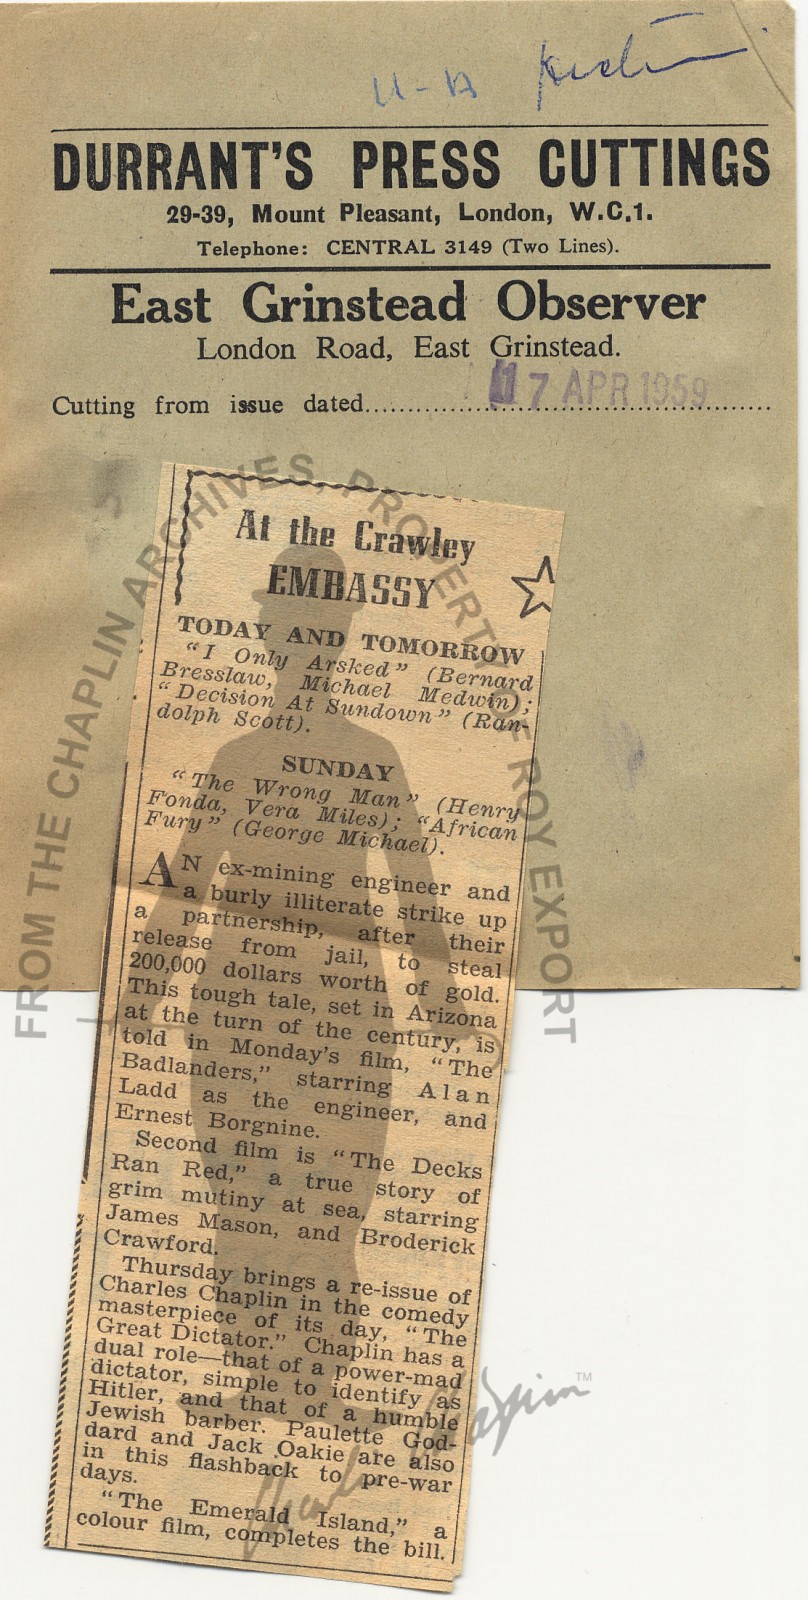 U-A
DURRANT'S PRESS CUTTINGS
29-39, Mount Pleasant, London, W.C.1.
Telephone: CENTRAL 3149 (Two Lines).
East Grinstead Observer
London Road, East Grinstead.
Cutting from issue dated 17 APR 1959
At the Crawley
EMBASSY
TODAY AND TOMORROW
"I Only Arsked" (Bernard
Bresslaw, Michael Medwin);
"Decision At Sundown" (Ran-
dolph Scott).
SUNDAY
"The Wrong Man" (Henry
Fonda, Vera Miles); "African
Fury" (George Michael).
AN ex-mining engineer and
a burly illiterate strike up
a partnership, after their
release from jail, to steal
200,000 dollars worth of gold.
This tough tale, set in Arizona
at the turn of the century, is
told in Monday's film, "The
Badlanders," starring Alan
Ladd as the engineer, and
Ernest Borgnine.
Second film is "The Decks
Ran Red," a true story of
grim mutiny at sea, starring
James Mason, and Broderick
Crawford.
Thursday brings a re-issue of
Charles Chaplin in the comedy
masterpiece of its day, "The
Great Dictator." Chaplin has a
dual role—that of a power-mad
dictator, simple to identify as
Hitler, and that of a humble
Jewish barber. Paulette God-
dard and Jack Oakie are also
in this flashback to pre-war
days.
"The Emerald Island," a
colour film, completes the bill.
FROM THE CHAPLIN ARCHIVES, PROPERTY OF ROY EXPORT
Charlie Chaplin™